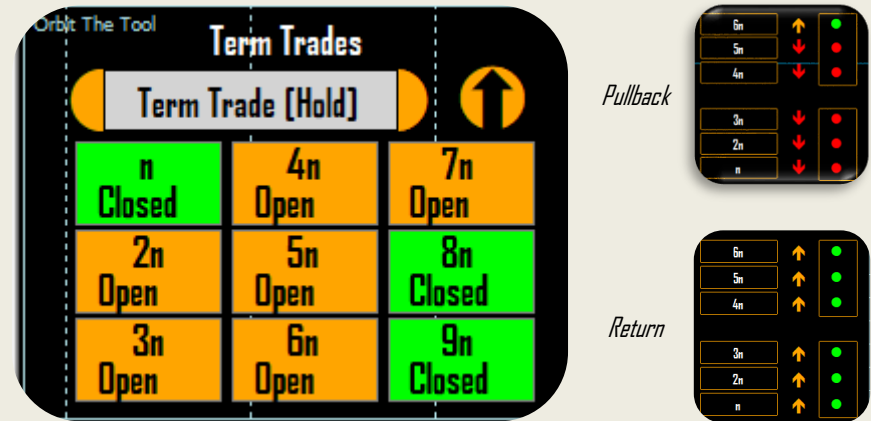 Orbit The Tool
Term Trades
Term Trade [Hold]
n
Closed
4n
Open
7n
Open
2n
Open
5n
Open
8n
Closed
3n
Open
6n
Open
9n
Closed
Pullback
6n
5n
4n
3n
2n
n
Return
6n
5n
4n
3n
2n
n